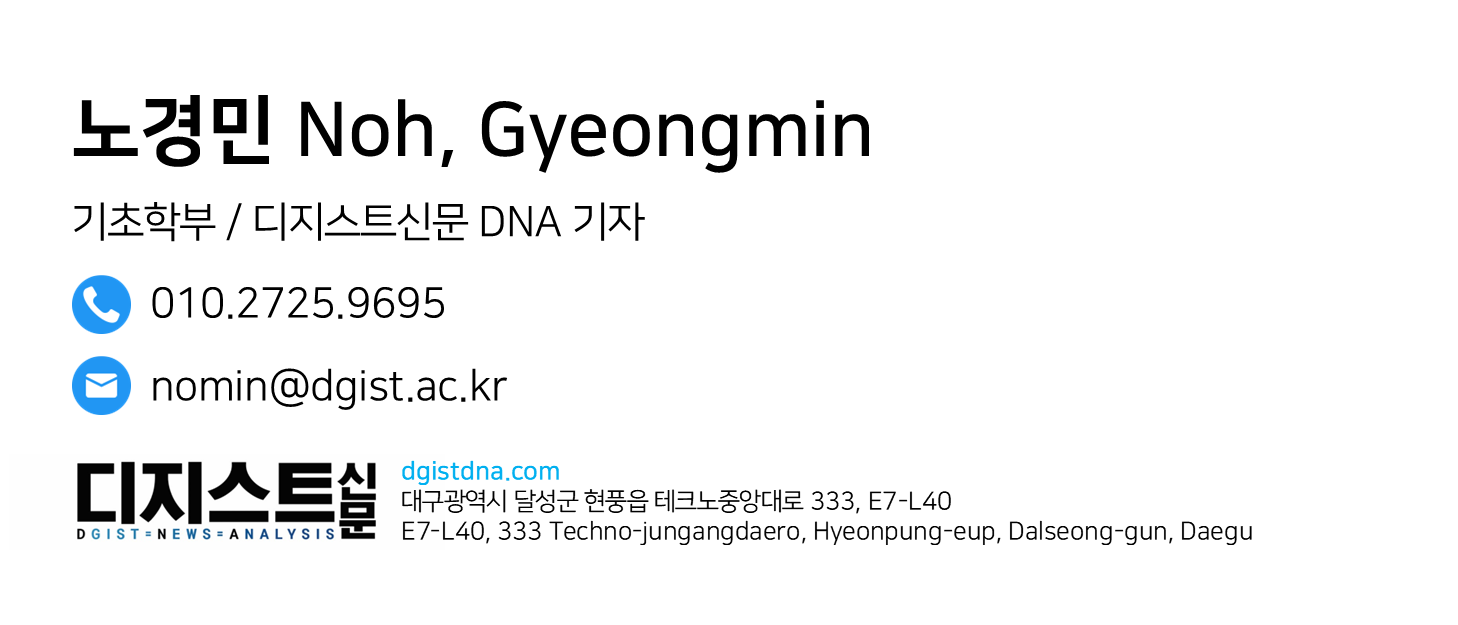 노경민 Noh, Gyeongmin
기초학부 / 디지스트신문 DNA 기자
010.2725.9695
nomin@dgist.ac.kr
디지스트신문
DGIST=NEWS=ANALYSIS
dgistdna.com
대구광역시 달성군 현풍읍 테크노중앙대로 333, E7-L40
E7-L40, 333 Techno-jungangdaero, Hyeonpung-eup, Dalseong-gun, Daegu